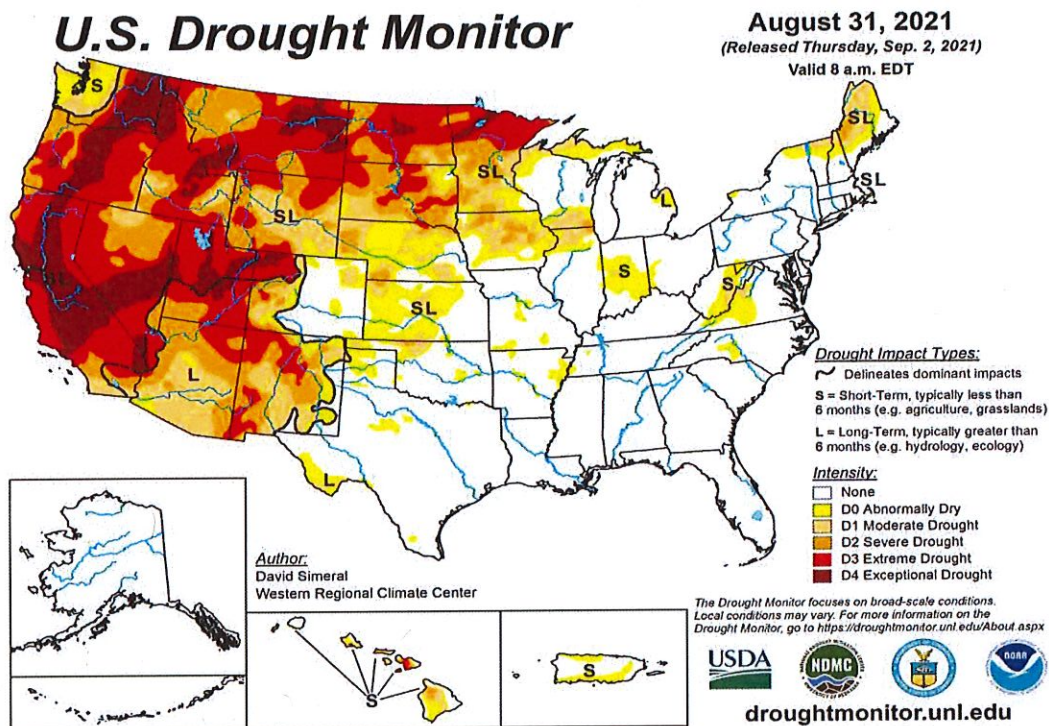 U.S. Drought Monitor
August 31, 2021
(Released Thursday, Sep. 2, 2021)
Valid 8 a.m. EDT
S
SL
SL
SL
L
SL
SL
S
S
SL
L
L
Drought Impact Types:
Delineates dominant impacts
S = Short-Term, typically less than
6 months (e.g. agriculture, grasslands)
L = Long-Term, typically greater than
6 months (e.g. hydrology, ecology)
Intensity:
None
D0 Abnormally Dry
D1 Moderate Drought
D2 Severe Drought
D3 Extreme Drought
D4 Exceptional Drought
Author:
David Simeral
Western Regional Climate Center
S
S
The Drought Monitor focuses on broad-scale conditions.
Local conditions may vary. For more information on the
Drought Monitor, go to https://droughtmonitor.unl.edu/About.aspx
USDA
NDMC
NOAA
droughtmonitor.unl.edu